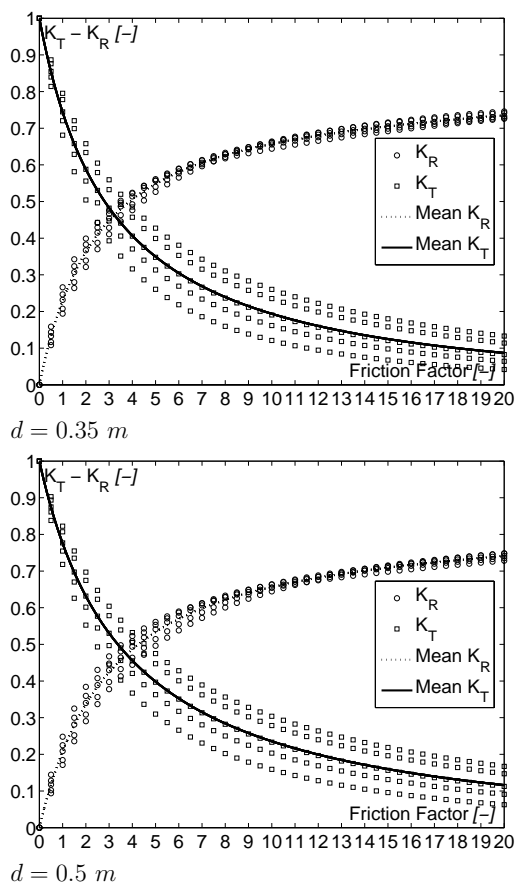 K_T – K_R [–]
1
0.9
0.8
0.7
0.6
0.5
0.4
0.3
0.2
0.1
0
K_R
K_T
Mean K_R
Mean K_T
Friction Factor [–]
0 1 2 3 4 5 6 7 8 9 10 11 12 13 14 15 16 17 18 19 20
d = 0.35 m
K_T – K_R [–]
1
0.9
0.8
0.7
0.6
0.5
0.4
0.3
0.2
0.1
0
K_R
K_T
Mean K_R
Mean K_T
Friction Factor [–]
0 1 2 3 4 5 6 7 8 9 10 11 12 13 14 15 16 17 18 19 20
d = 0.5 m